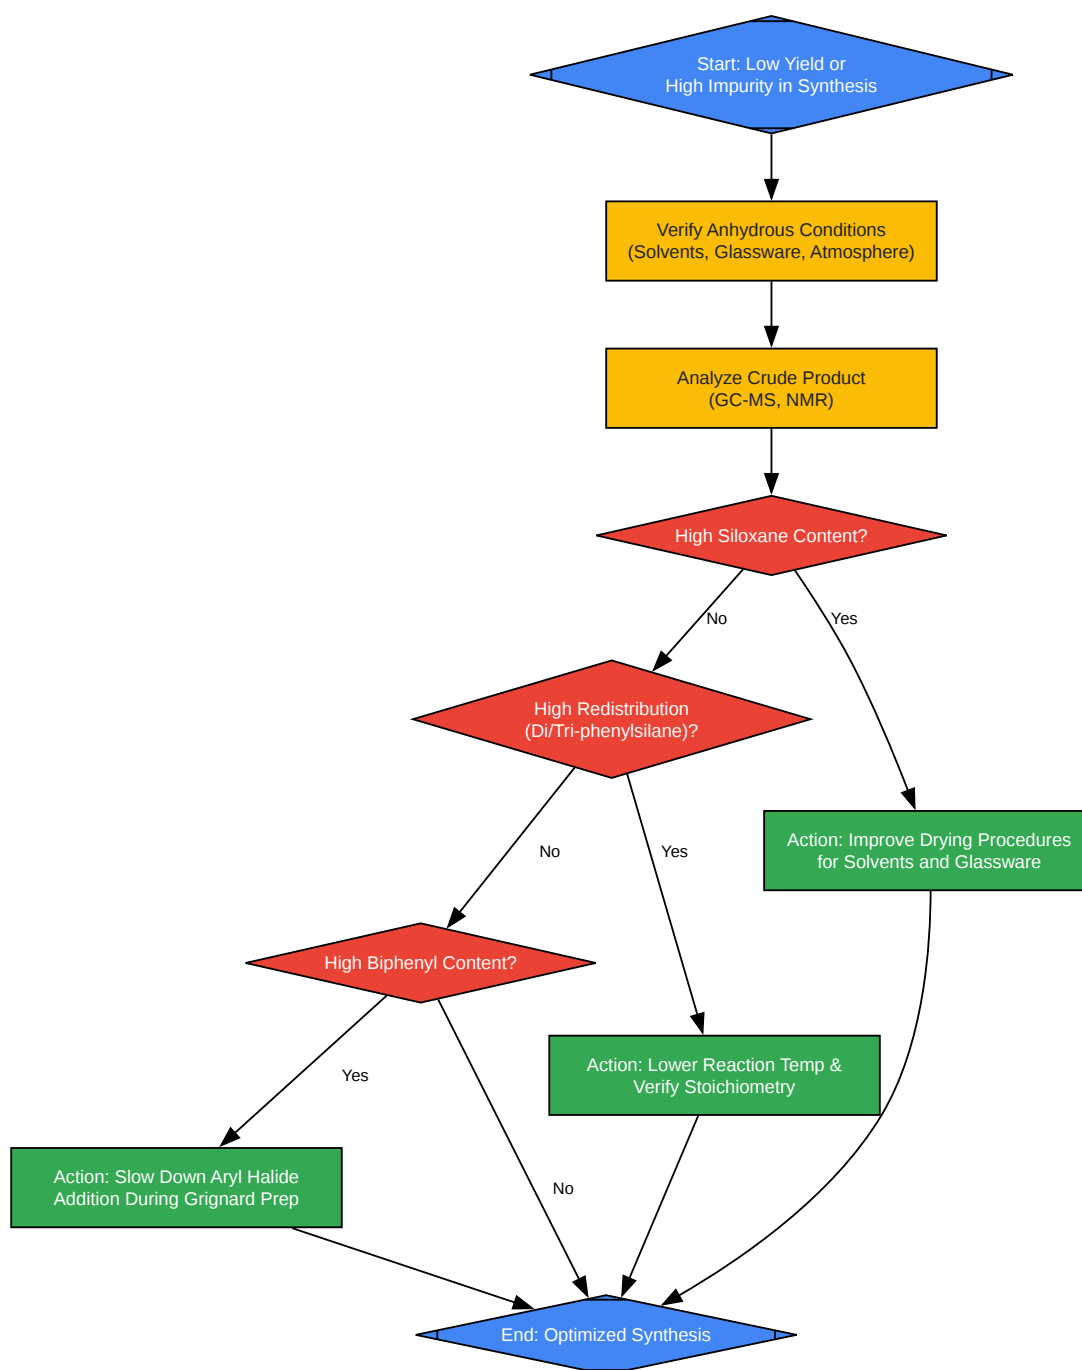 Start: Low Yield or
High Impurity in Synthesis
Verify Anhydrous Conditions
(Solvents, Glassware, Atmosphere)
Analyze Crude Product
(GC-MS, NMR)
High Siloxane Content?
No
Yes
High Redistribution
(Di/Tri-phenylsilane)?
Action: Improve Drying Procedures
for Solvents and Glassware
No
Yes
High Biphenyl Content?
Action: Lower Reaction Temp &
Verify Stoichiometry
Yes
Action: Slow Down Aryl Halide
Addition During Grignard Prep
No
End: Optimized Synthesis